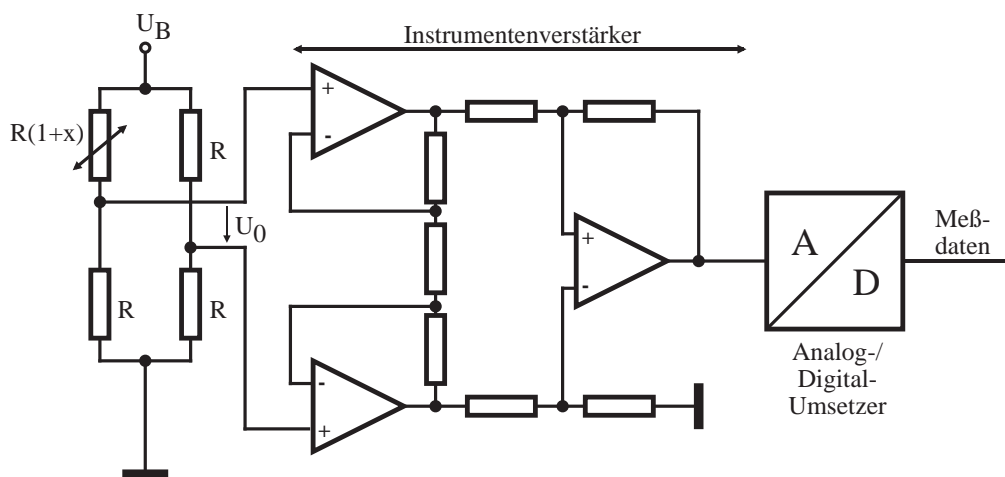 U_B
Instrumentenverstärker
R(1+x)
R
U_0
R
R
+
-
-
+
+
-
A
D
Meß-
daten
Analog-/
Digital-
Umsetzer